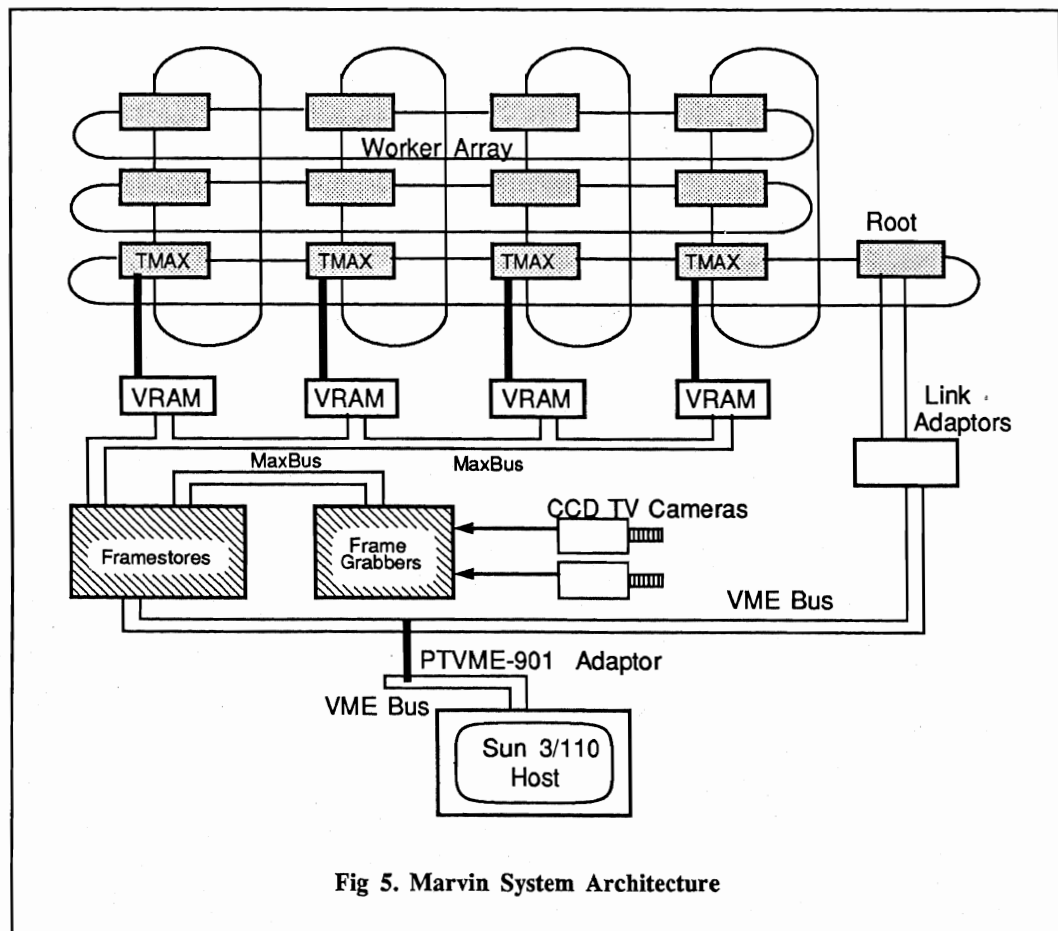 Worker Array
Root
TMAX
TMAX
TMAX
TMAX
VRAM
VRAM
VRAM
VRAM
Link
Adaptors
MaxBus
MaxBus
CCD TV Cameras
Framestores
Frame
Grabbers
VME Bus
PTVME-901 Adaptor
VME Bus
Sun 3/110
Host
Fig 5. Marvin System Architecture